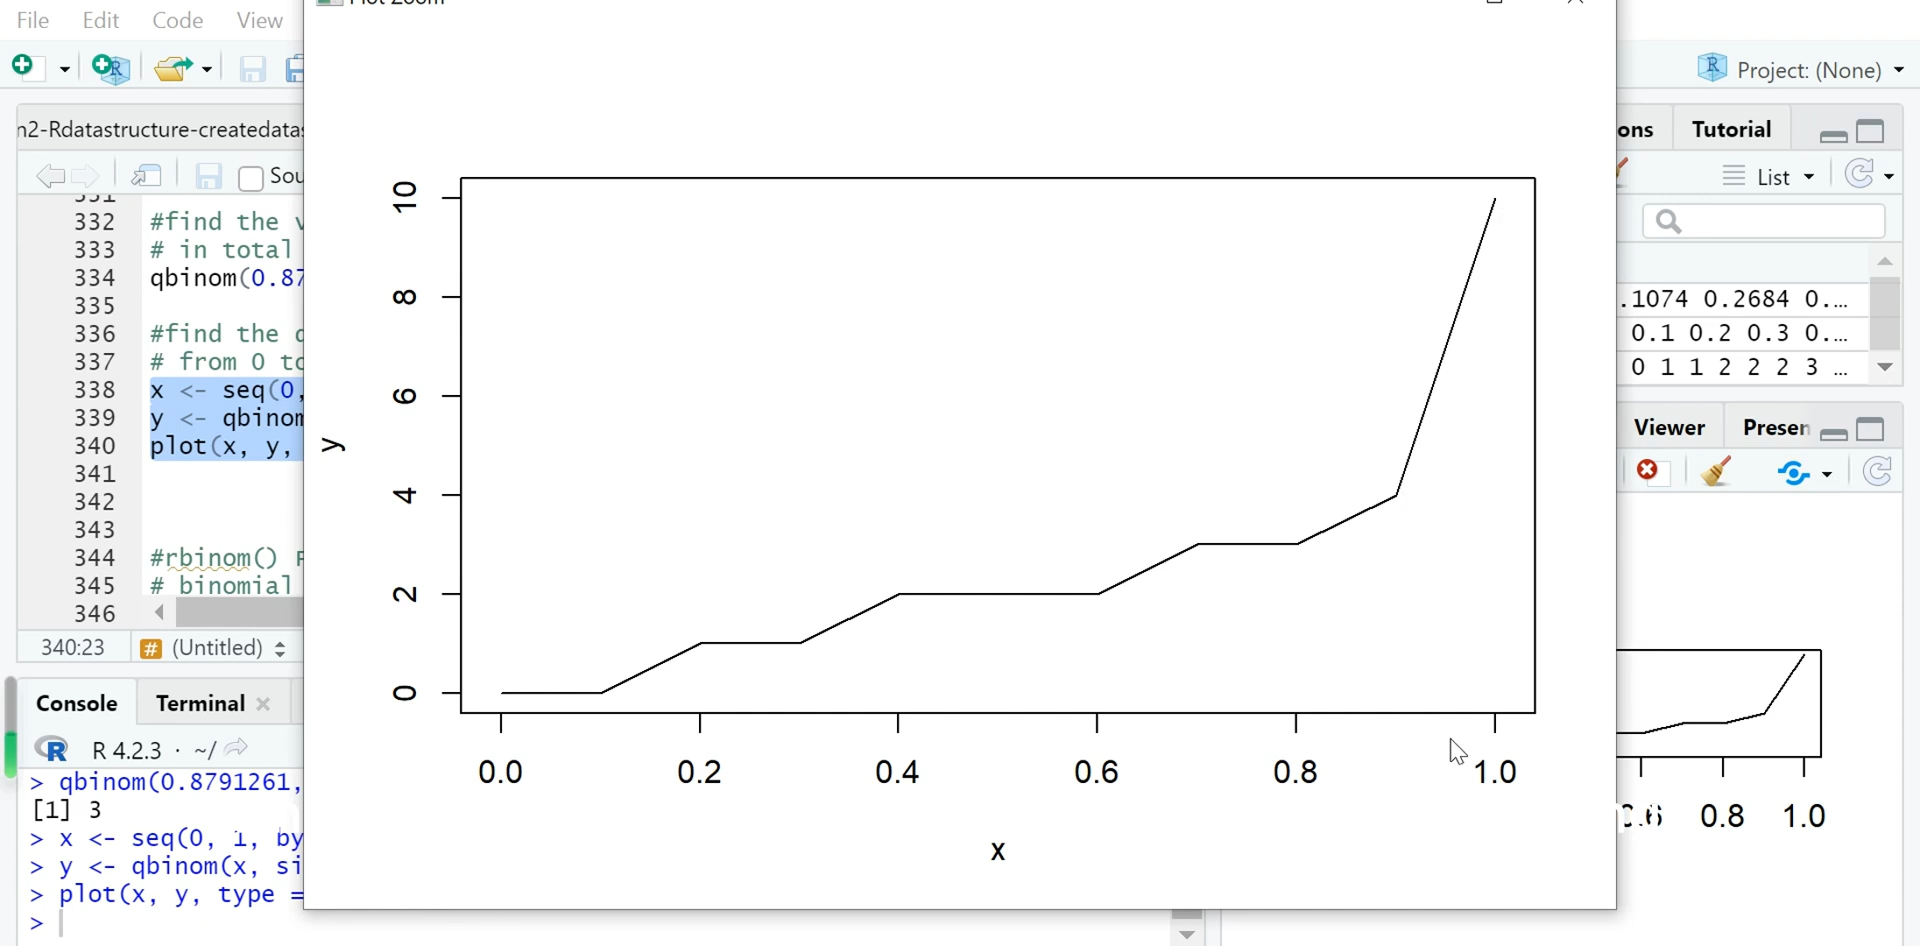 File Edit Code View
Project: (None)
n2-Rdatastructure-createdatas
Sou
332 #find the
333 # in total
334 qbinom(0.87
335
336 #find the
337 # from 0 to
338 x <- seq(0,
339 y <- qbinom
340 plot(x, y,
341
342
343
344 #rbinom()
345 # binomial
346
340:23 # (Untitled)
Console Terminal
R 4.2.3 · ~/
> qbinom(0.8791261,
[1] 3
> x <- seq(0, 1, by
> y <- qbinom(x, si
> plot(x, y, type =
>
10
8
6
4
2
0
y
0.0 0.2 0.4 0.6 0.8 1.0
x
ons Tutorial
List
.1074 0.2684 0.…
0.1 0.2 0.3 0.…
0 1 1 2 2 2 3 …
Viewer Presen
0.8 1.0